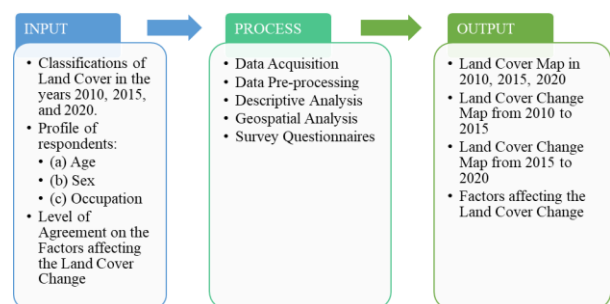 INPUT
• Classifications of
Land Cover in the
years 2010, 2015,
and 2020.
• Profile of
respondents:
• (a) Age
• (b) Sex
• (c) Occupation
• Level of
Agreement on the
Factors affecting
the Land Cover
Change
PROCESS
• Data Acquisition
• Data Pre-processing
• Descriptive Analysis
• Geospatial Analysis
• Survey Questionnaires
OUTPUT
• Land Cover Map in
2010, 2015, 2020
• Land Cover Change
Map from 2010 to
2015
• Land Cover Change
Map from 2015 to
2020
• Factors affecting the
Land Cover Change